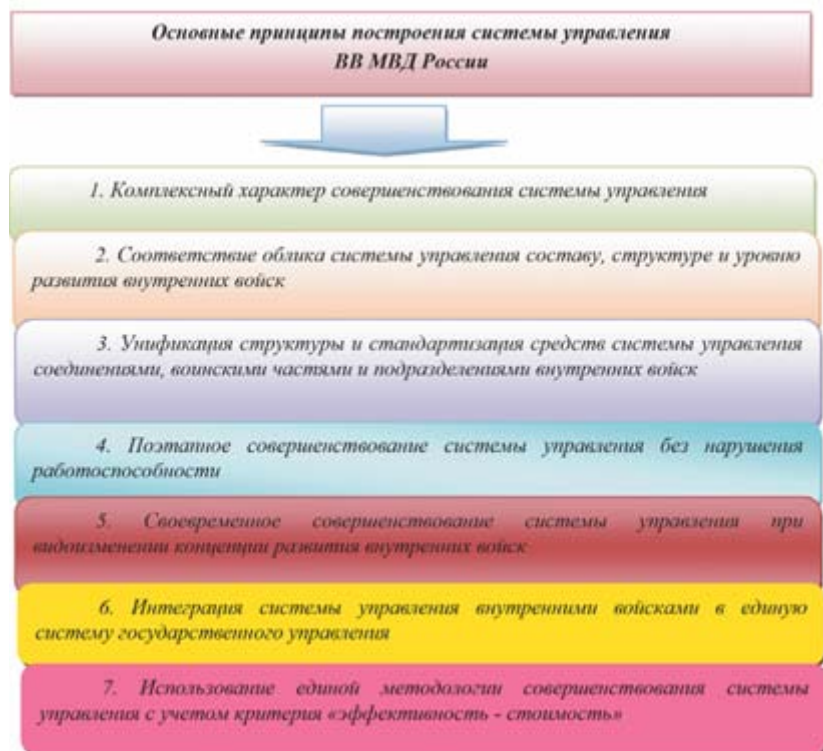 Основные принципы построения системы управления
ВВ МВД России
1. Комплексный характер совершенствования системы управления
2. Соответствие облика системы управления составу, структуре и уровню
развития внутренних войск
3. Унификация структуры и стандартизация средств системы управления
соединениями, воинскими частями и подразделениями внутренних войск
4. Поэтапное совершенствование системы управления без нарушения
работоспособности
5. Своевременное совершенствование системы управления при
видоизменении концепции развития внутренних войск
6. Интеграция системы управления внутренними войсками в единую
систему государственного управления
7. Использование единой методологии совершенствования системы
управления с учетом критерия «эффективность - стоимость»